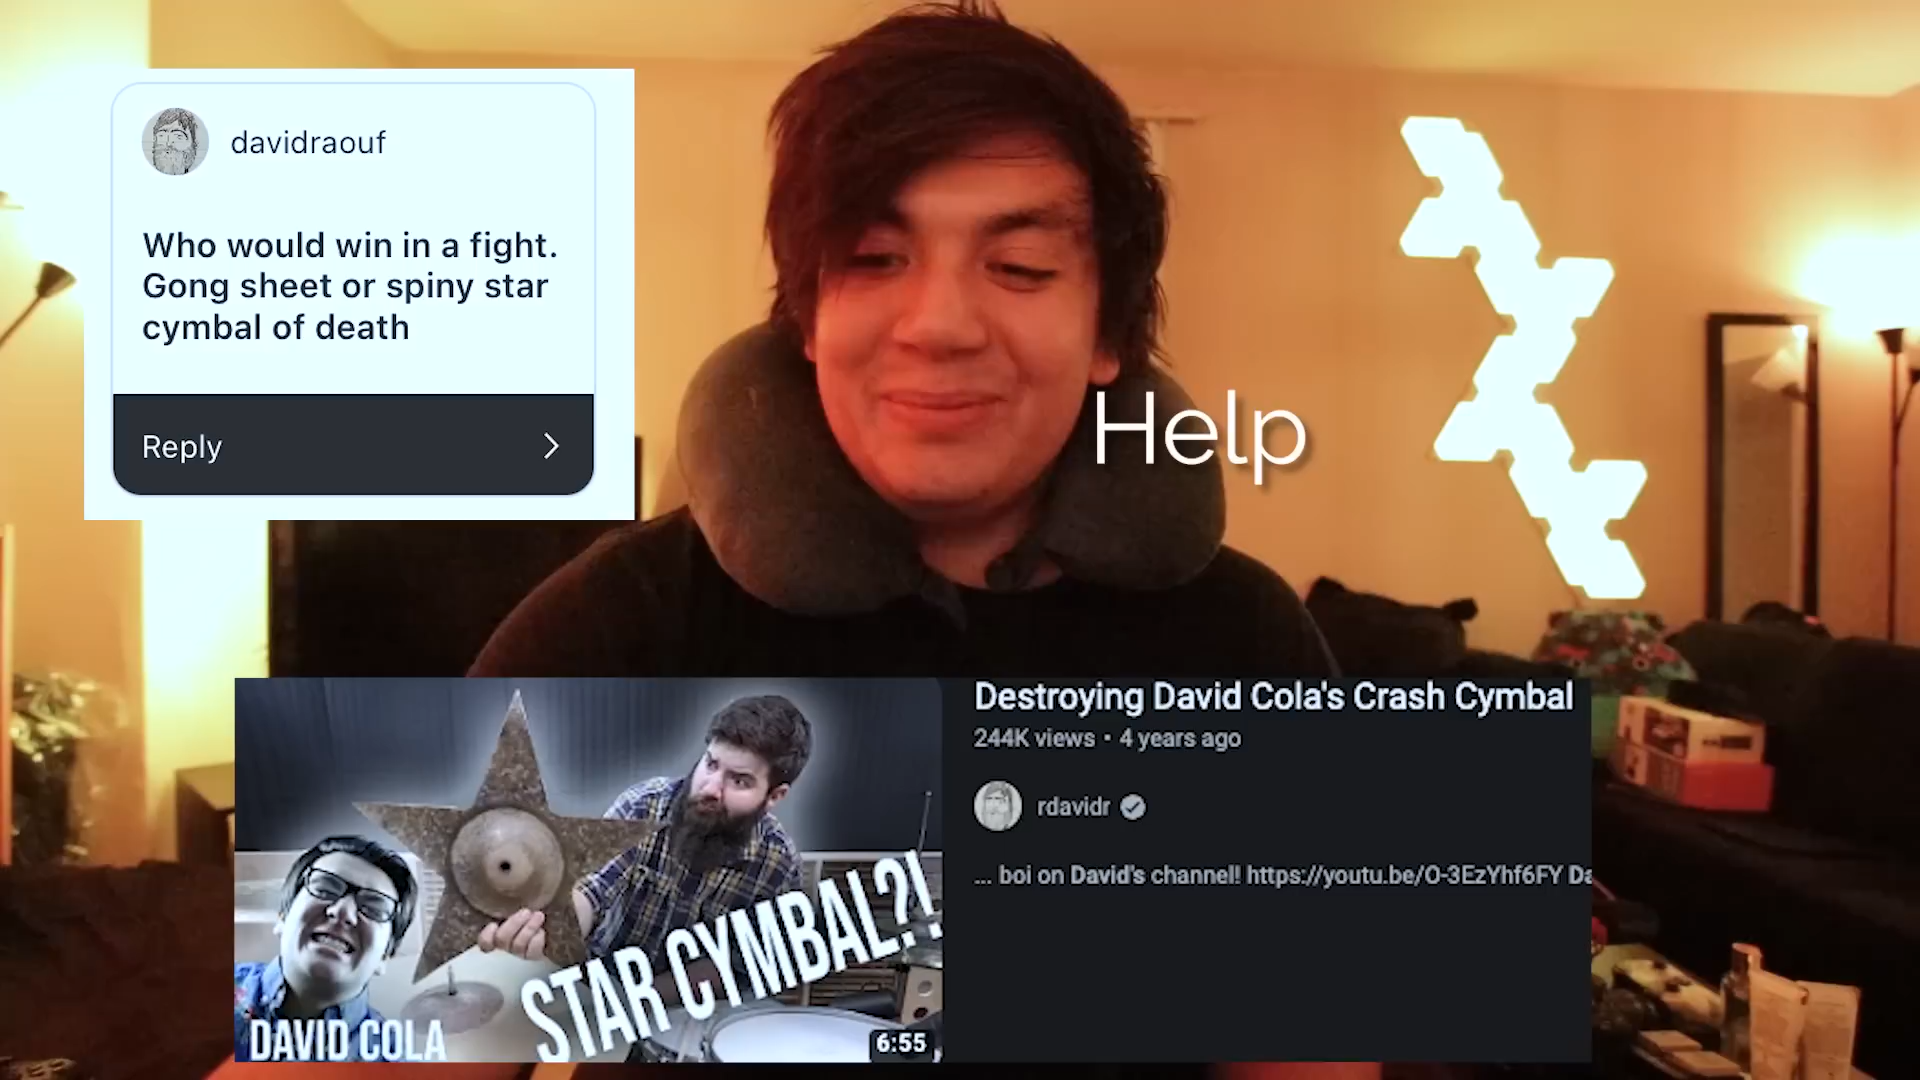 davidraouf
Who would win in a fight.
Gong sheet or spiny star
cymbal of death
Reply
Help
Destroying David Cola's Crash Cymbal
244K views • 4 years ago
rdavidr
... boi on David's channel! https://youtu.be/O-3EzYhf6FY Da
STAR CYMBAL?!
DAVID COLA
6:55